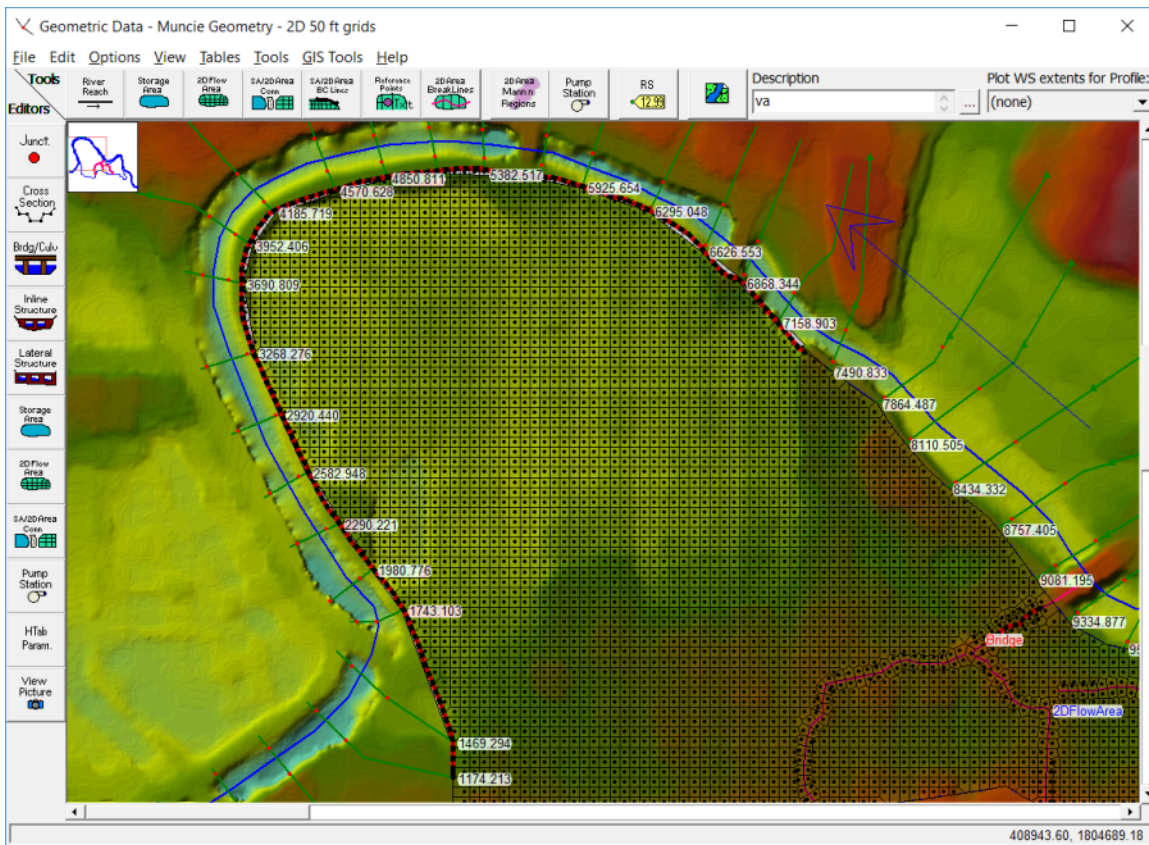 Geometric Data - Muncie Geometry - 2D 50 ft grids
File Edit Options View Tables Tools GIS Tools Help
Tools
Editors
River
Reach
Storage
Area
2D Flow
Area
SA/2D Area
Conn
SA/2D Area
BC Lines
Reference
Points
2D Area
BreakLines
2D Area
Mann n
Regions
Pump
Station
RS
12.99
Description
va
...
Plot WS extents for Profile:
(none)
Junct.
Cross
Section
Brdg/Culv
Inline
Structure
Lateral
Structure
Storage
Area
2D Flow
Area
SA/2D Area
Conn
Pump
Station
HTab
Param.
View
Picture
4850.811
5382.517
4570.628
5925.654
4185.719
6295.048
3952.406
6626.553
3690.809
6868.344
7158.903
3268.276
7490.833
7864.487
2920.440
8110.505
2582.948
8434.332
2290.221
8757.405
1980.776
9081.195
1743.103
9334.877
Bridge
2DFlowArea
1469.294
1174.213
408943.60, 1804689.18